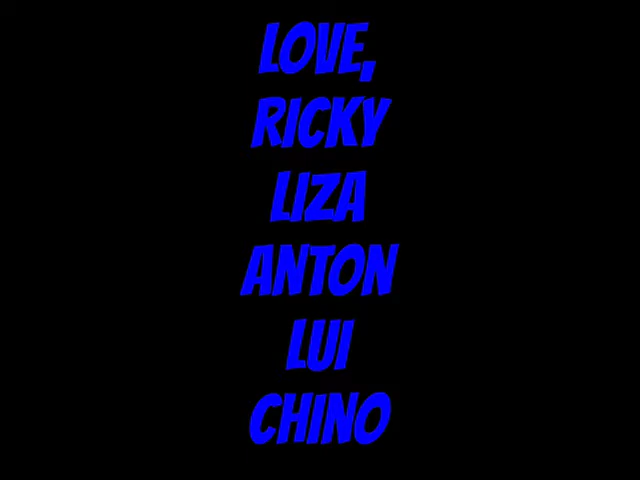 LOVE,
RICKY
LIZA
ANTON
LUI
CHINO